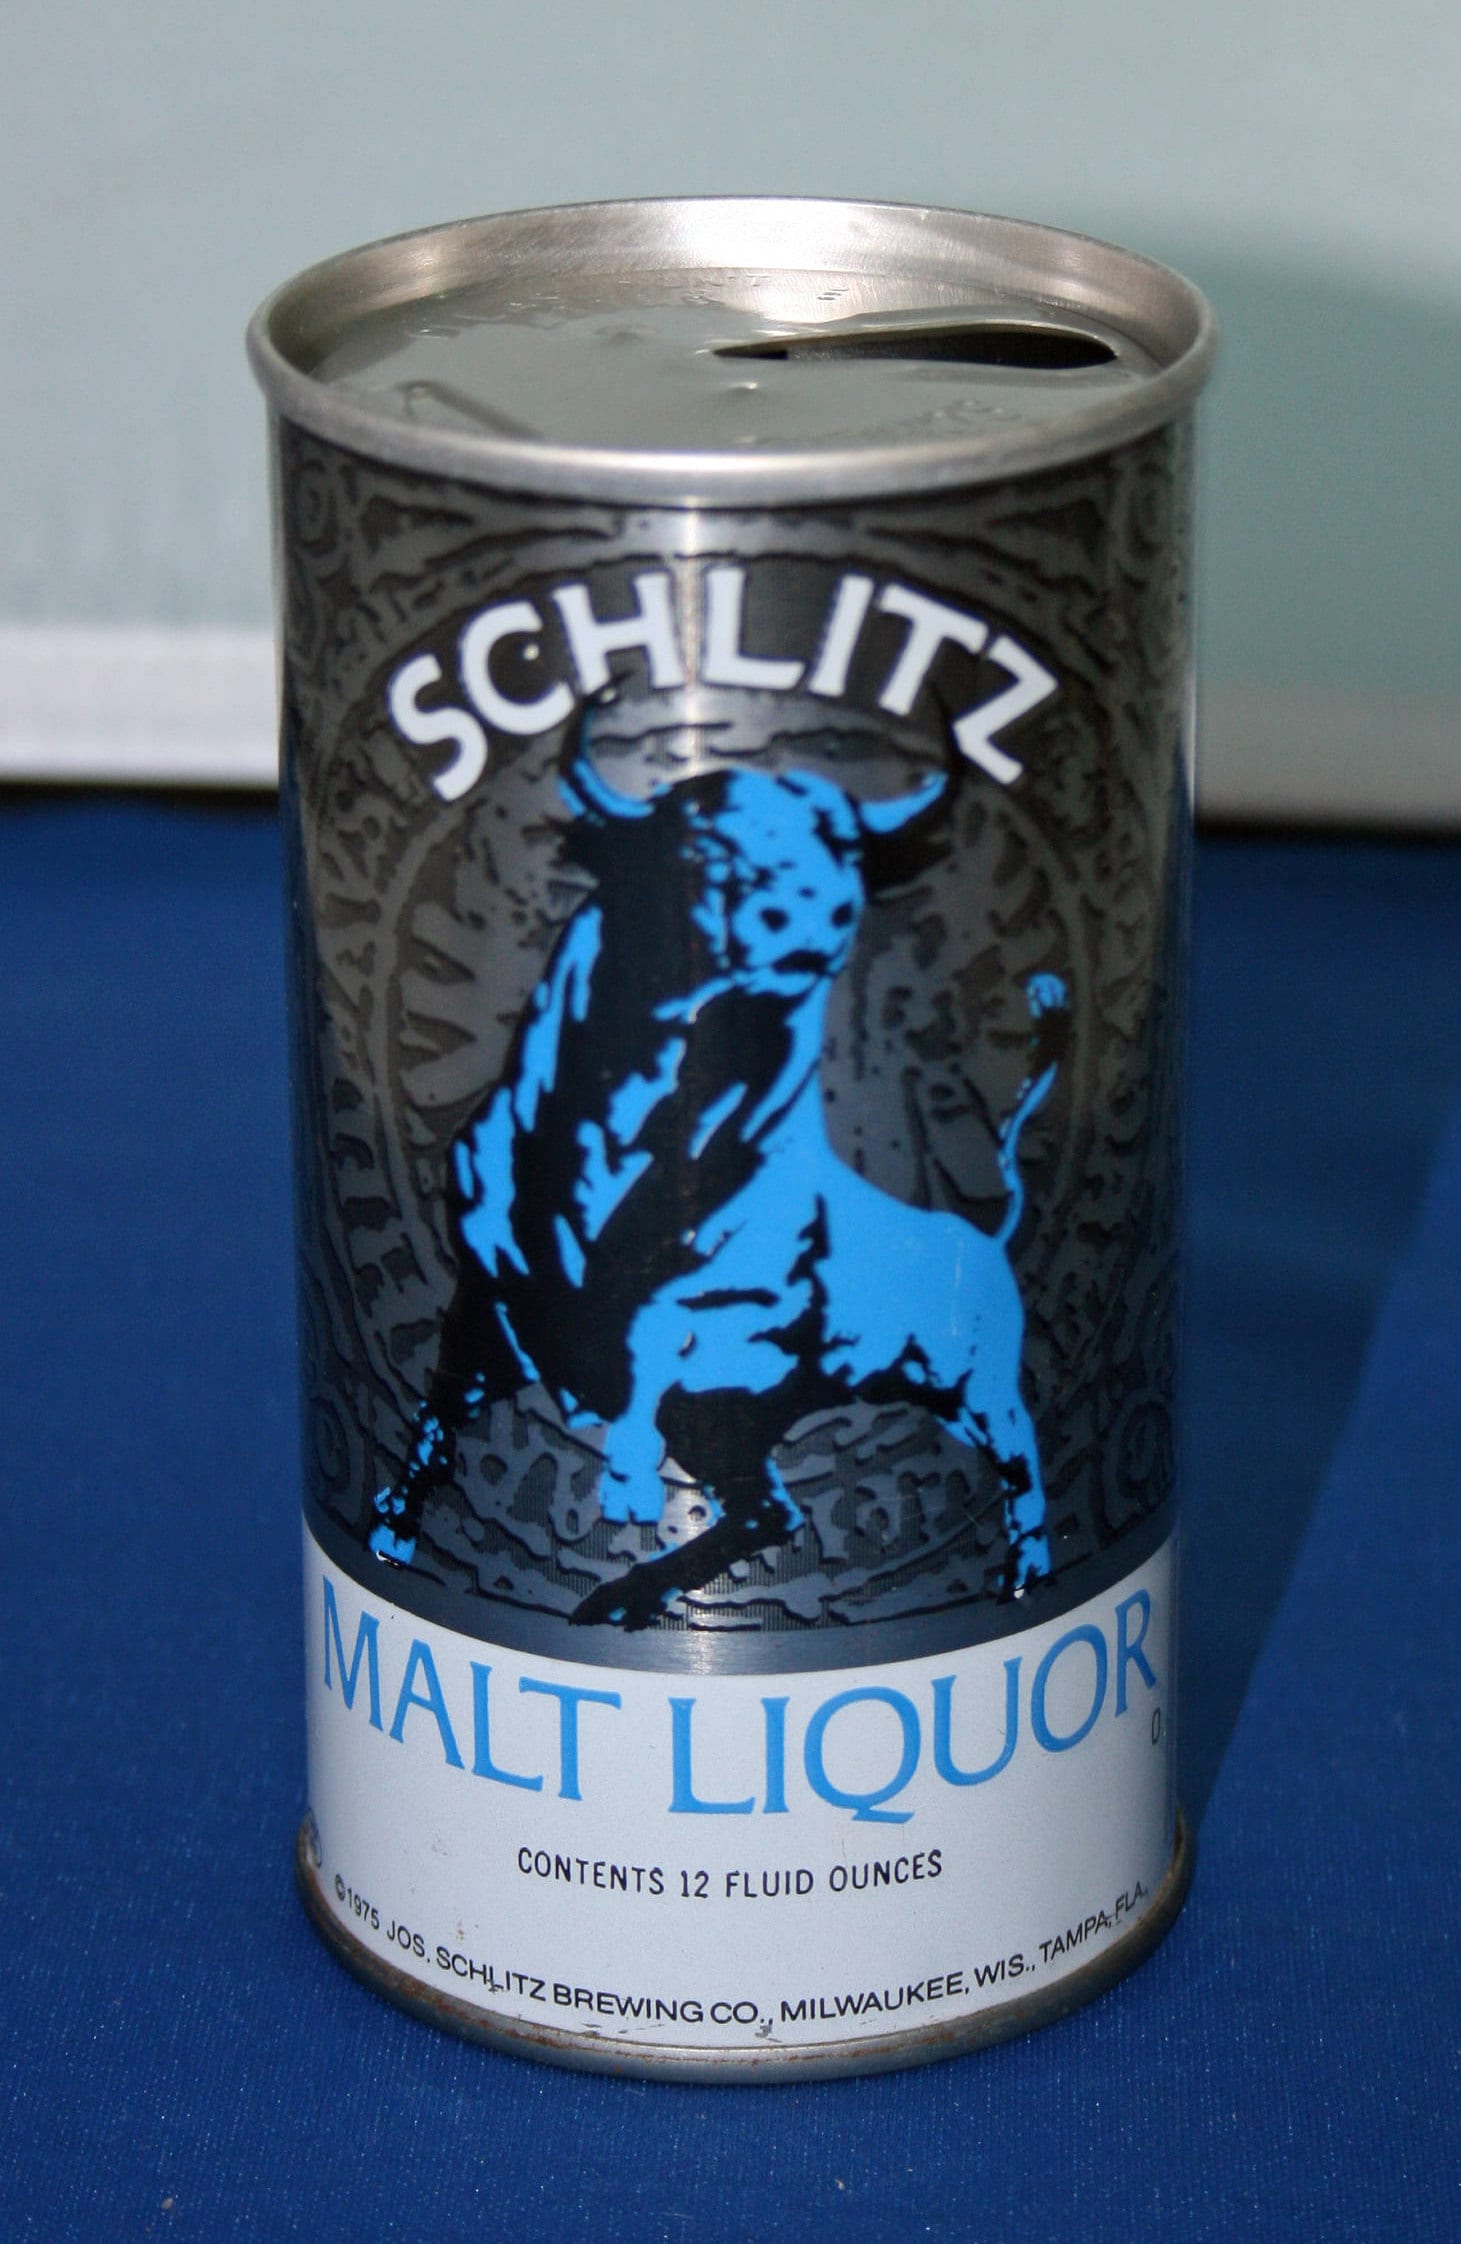 SCHLITZ
MALT LIQUOR
CONTENTS 12 FLUID OUNCES
©1975 JOS. SCHLITZ BREWING CO., MILWAUKEE, WIS., TAMPA, FLA.